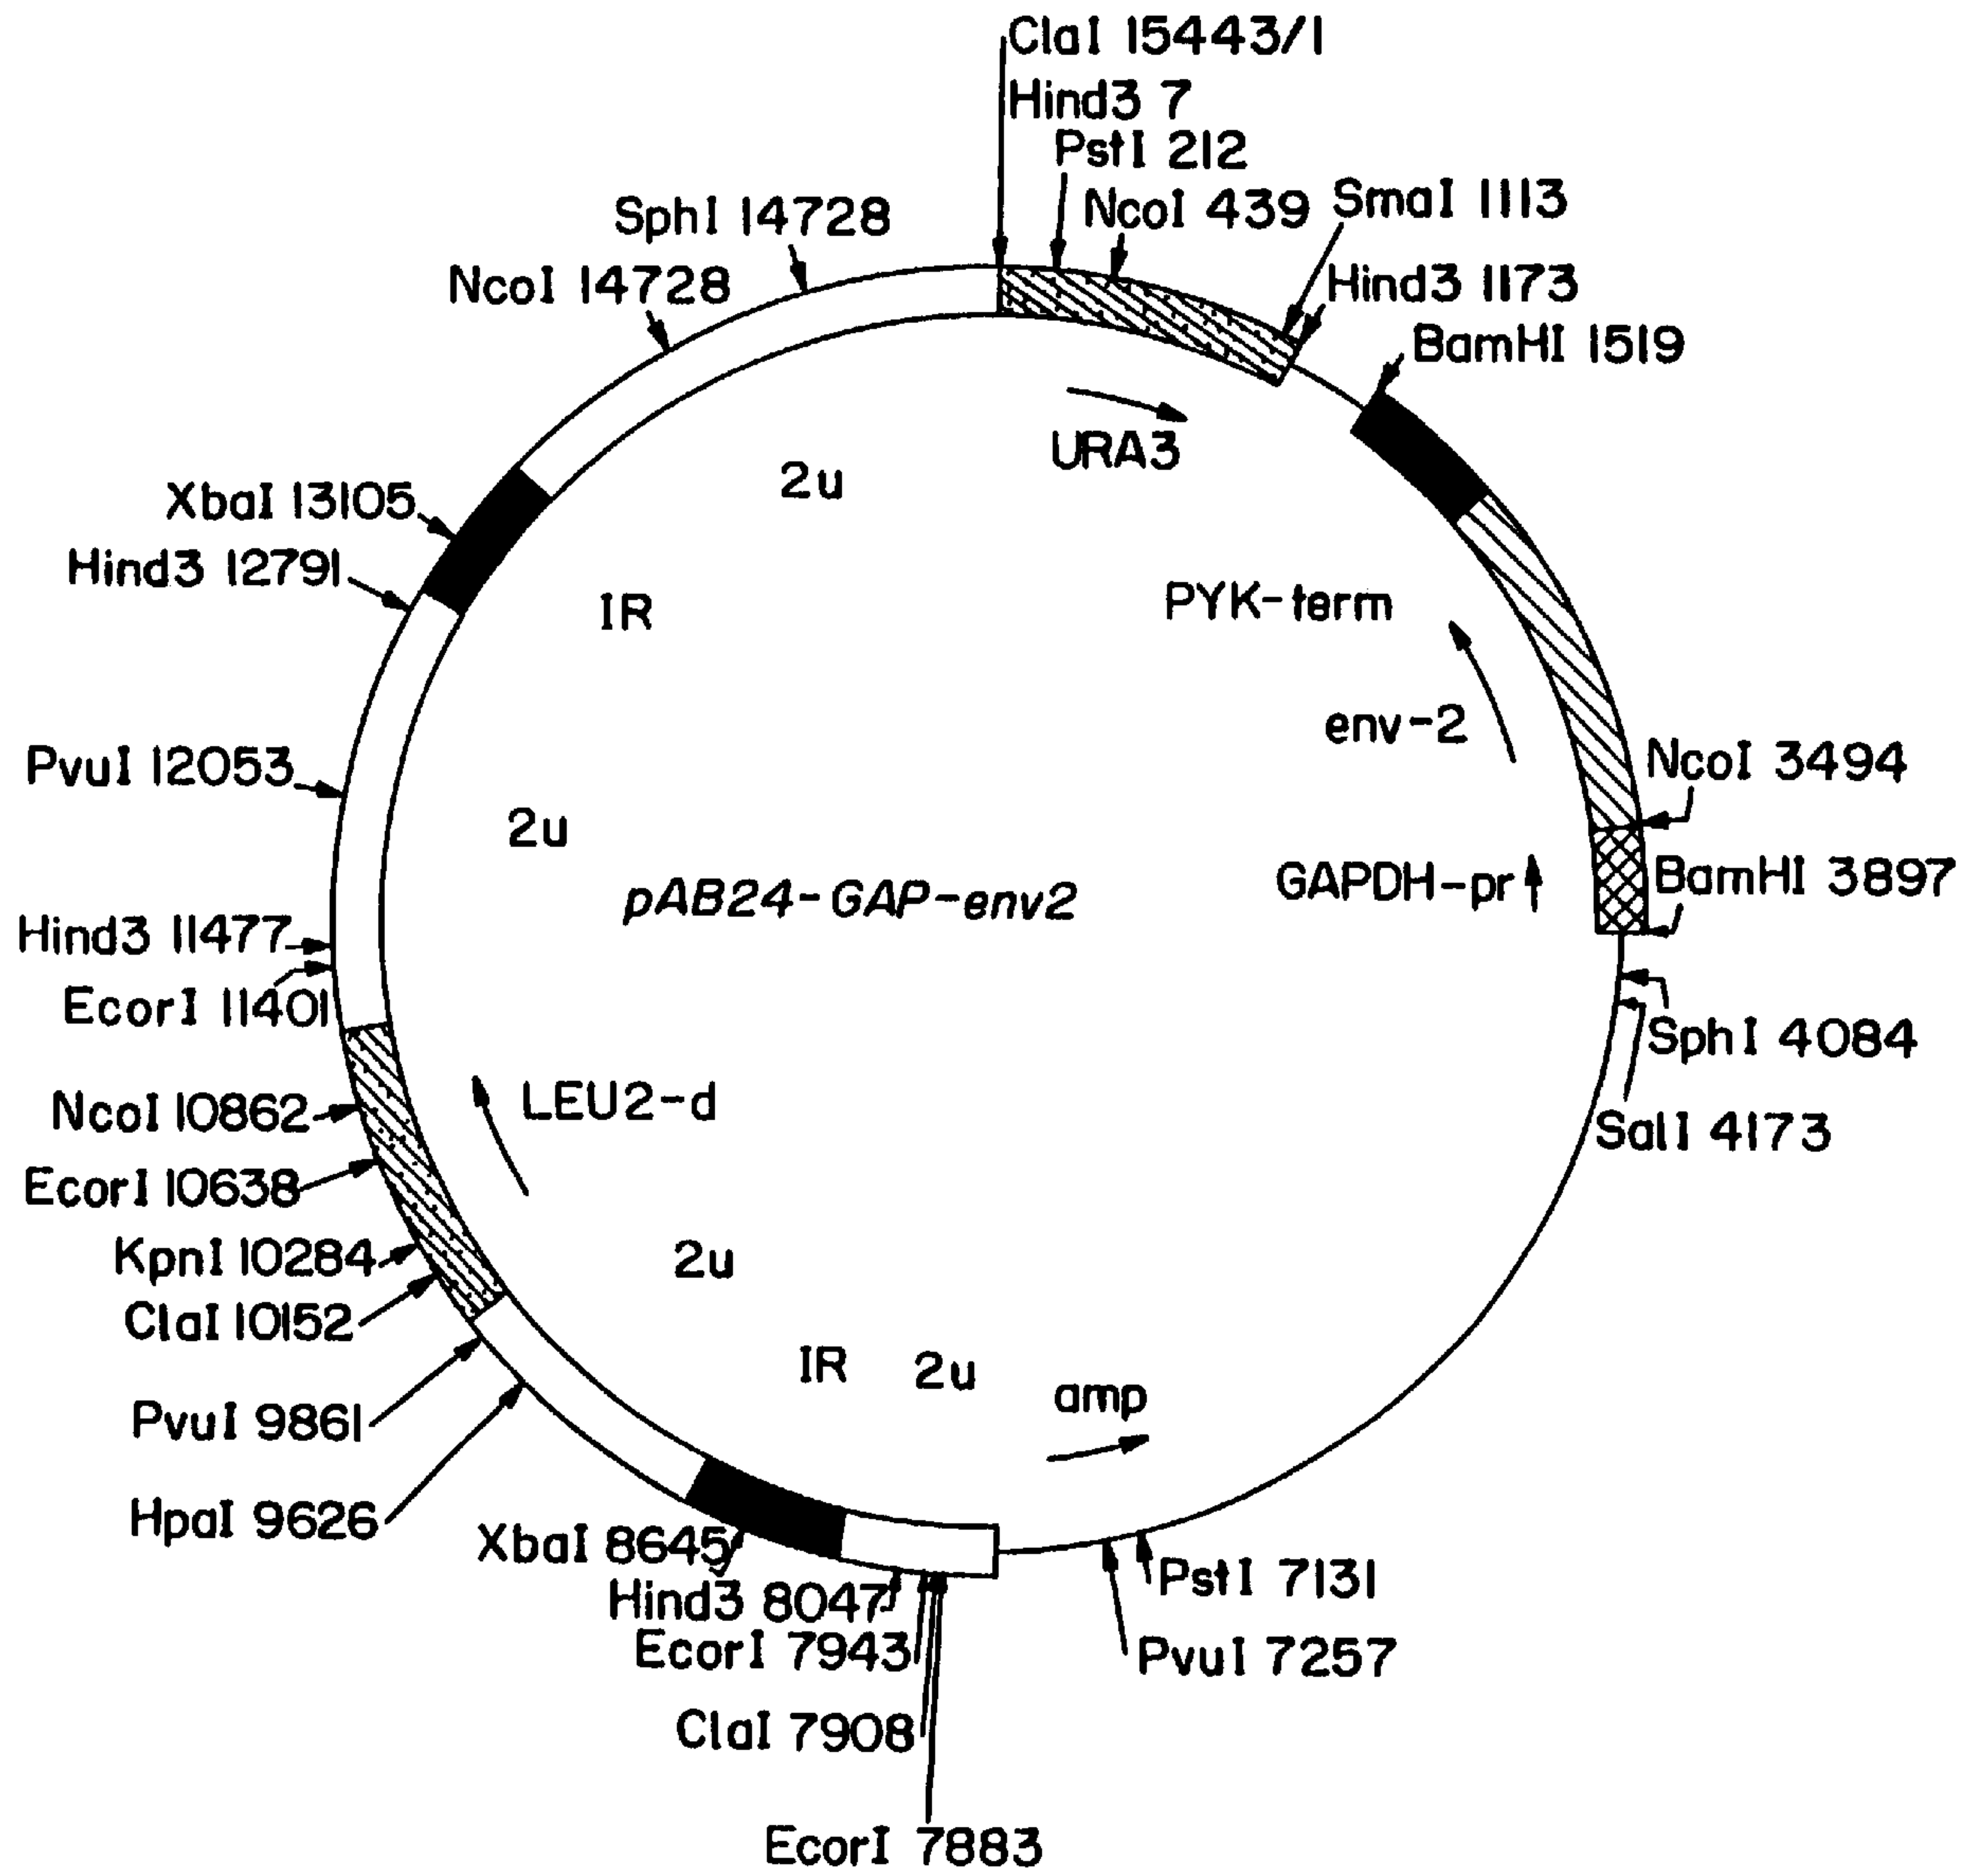 ClaI 15443/1
Hind3 7
PstI 212
NcoI 439
SmaI 1113
SphI 14728
NcoI 14728
Hind3 1173
BamHI 1519
URA3
2u
XbaI 13105
Hind3 12791
IR
PYK-term
env-2
PvuI 12053
NcoI 3494
2u
pAB24-GAP-env2
GAPDH-pr
BamHI 3897
Hind3 11477
EcorI 11401
SphI 4084
LEU2-d
NcoI 10862
SalI 4173
EcorI 10638
KpnI 10284
2u
ClaI 10152
IR
2u
amp
PvuI 9861
HpaI 9626
XbaI 8645
Hind3 8047
PstI 7131
EcorI 7943
PvuI 7257
ClaI 7908
EcorI 7883